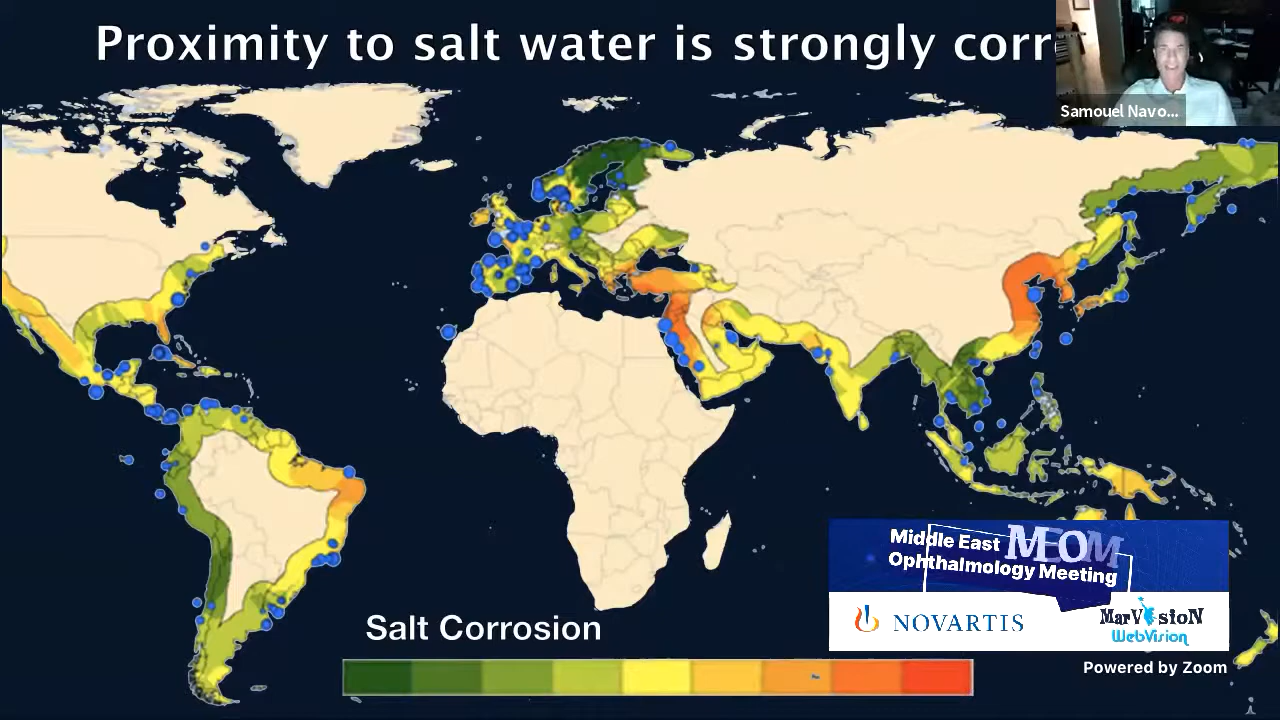 Proximity to salt water is strongly corr
Samouel Navo...
Middle East MEOM
Ophthalmology Meeting
NOVARTIS
MarVisioN
WebVision
Salt Corrosion
Powered by Zoom